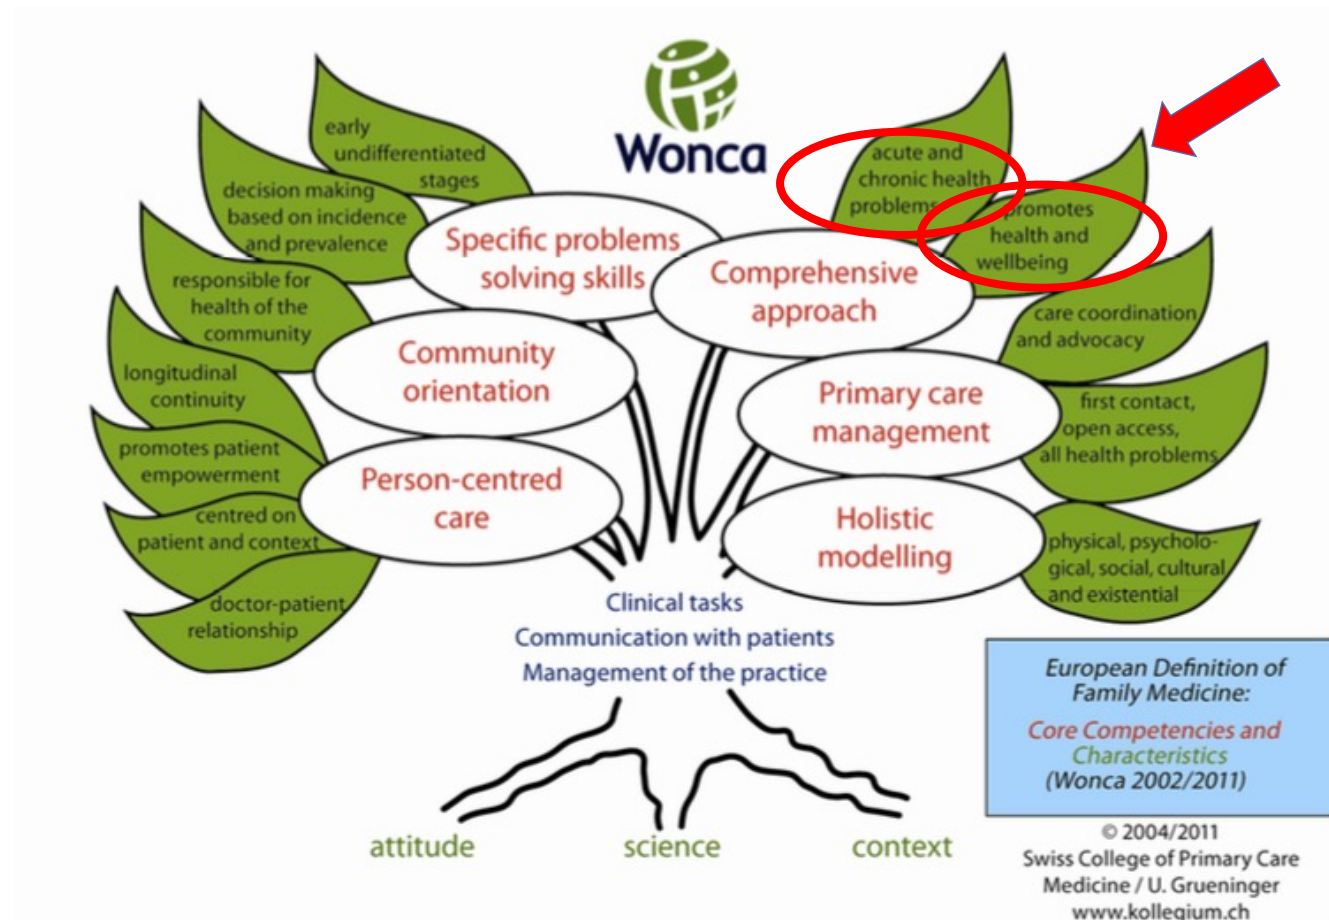 Wonca
early
undifferentiated
stages
decision making
based on incidence
and prevalence
responsible for
health of the
community
longitudinal
continuity
promotes patient
empowerment
centred on
patient and context
doctor-patient
relationship
Specific problems
solving skills
Community
orientation
Person-centred
care
acute and
chronic health
problems
promotes
health and
wellbeing
care coordination
and advocacy
first contact,
open access,
all health problems
physical, psycholo-
gical, social, cultural
and existential
Comprehensive
approach
Primary care
management
Holistic
modelling
Clinical tasks
Communication with patients
Management of the practice
attitude
science
context
European Definition of
Family Medicine:
Core Competencies and
Characteristics
(Wonca 2002/2011)
© 2004/2011
Swiss College of Primary Care
Medicine / U. Grueninger
www.kollegium.ch